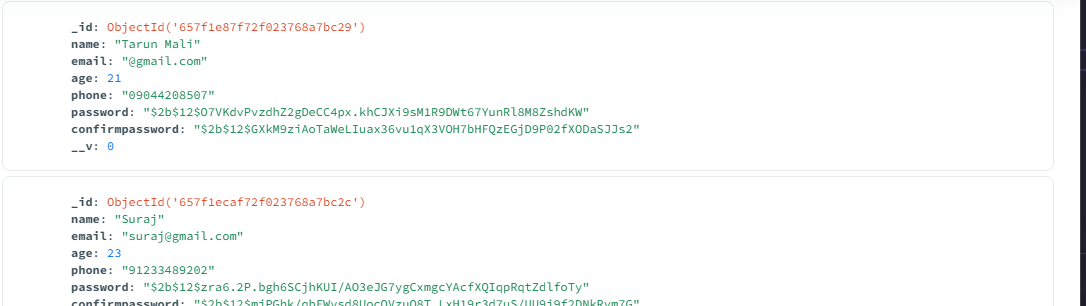 _id: ObjectId('657f1e87f72f023768a7bc29')
name: "Tarun Mali"
email: "@gmail.com"
age: 21
phone: "09044208507"
password: "$2b$12$O7VKdvPvzdhZ2gDeCC4px.khCJXi9sM1R9DWt67YunRl8M8ZshdKW"
confirmpassword: "$2b$12$GXkM9ziAoTaWeLIuax36vu1qX3VOH7bHFQzEGjD9P02fXODaSJJs2"
__v: 0
_id: ObjectId('657f1ecaf72f023768a7bc2c')
name: "Suraj"
email: "suraj@gmail.com"
age: 23
phone: "91233489202"
password: "$2b$12$zra6.2P.bgh6SCjhKUI/AO3eJG7ygCxmgcYAcfXQIqpRqtZdlfoTy"
confirmpassword: